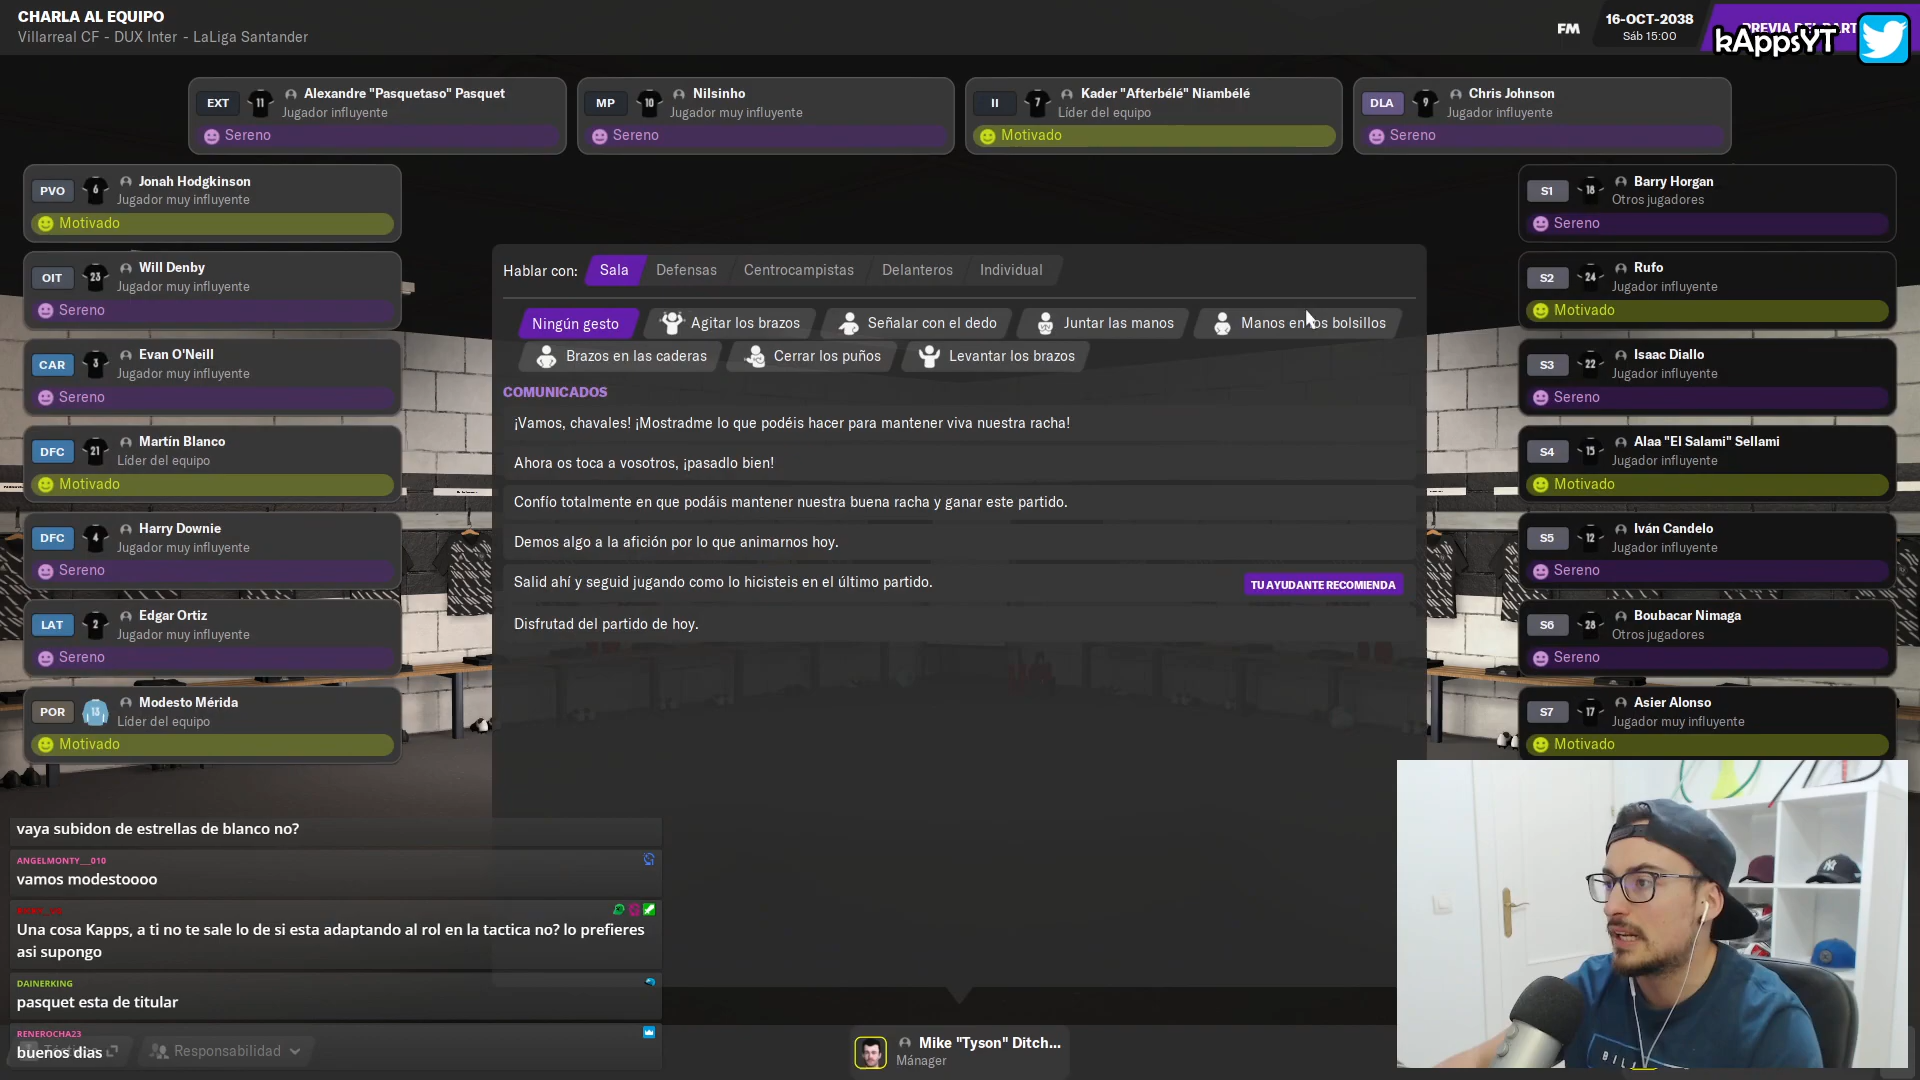 CHARLA AL EQUIPO
Villarreal CF - DUX Inter - LaLiga Santander
FM
16-OCT-2038
Sáb 15:00
kAppsYT
EXT
11
Alexandre "Pasquetaso" Pasquet
Jugador influyente
Sereno
MP
10
Nilsinho
Jugador muy influyente
Sereno
II
7
Kader "Afterbélé" Niambélé
Líder del equipo
Motivado
DLA
9
Chris Johnson
Jugador influyente
Sereno
PVO
6
Jonah Hodgkinson
Jugador muy influyente
Motivado
OIT
23
Will Denby
Jugador muy influyente
Sereno
CAR
3
Evan O'Neill
Jugador muy influyente
Sereno
DFC
21
Martín Blanco
Líder del equipo
Motivado
DFC
4
Harry Downie
Jugador muy influyente
Sereno
LAT
2
Edgar Ortiz
Jugador muy influyente
Sereno
POR
13
Modesto Mérida
Líder del equipo
Motivado
Hablar con:
Sala
Defensas
Centrocampistas
Delanteros
Individual
Ningún gesto
Agitar los brazos
Señalar con el dedo
Juntar las manos
Manos en los bolsillos
Brazos en las caderas
Cerrar los puños
Levantar los brazos
COMUNICADOS
¡Vamos, chavales! ¡Mostradme lo que podéis hacer para mantener viva nuestra racha!
Ahora os toca a vosotros, ¡pasadlo bien!
Confío totalmente en que podáis mantener nuestra buena racha y ganar este partido.
Demos algo a la afición por lo que animarnos hoy.
Salid ahí y seguid jugando como lo hicisteis en el último partido.
TU AYUDANTE RECOMIENDA
Disfrutad del partido de hoy.
S1
18
Barry Horgan
Otros jugadores
Sereno
S2
24
Rufo
Jugador influyente
Motivado
S3
22
Isaac Diallo
Jugador influyente
Sereno
S4
15
Alaa "El Salami" Sellami
Jugador influyente
Motivado
S5
12
Iván Candelo
Jugador influyente
Sereno
S6
28
Boubacar Nimaga
Otros jugadores
Sereno
S7
17
Asier Alonso
Jugador muy influyente
Motivado
vaya subidon de estrellas de blanco no?
ANGELMONTY__010
vamos modestoooo
Una cosa Kapps, a ti no te sale lo de si esta adaptando al rol en la tactica no? lo prefieres
asi supongo
DAINERKING
pasquet esta de titular
RENEROCHA23
buenos dias
Responsabilidad
Mike "Tyson" Ditch...
Mánager